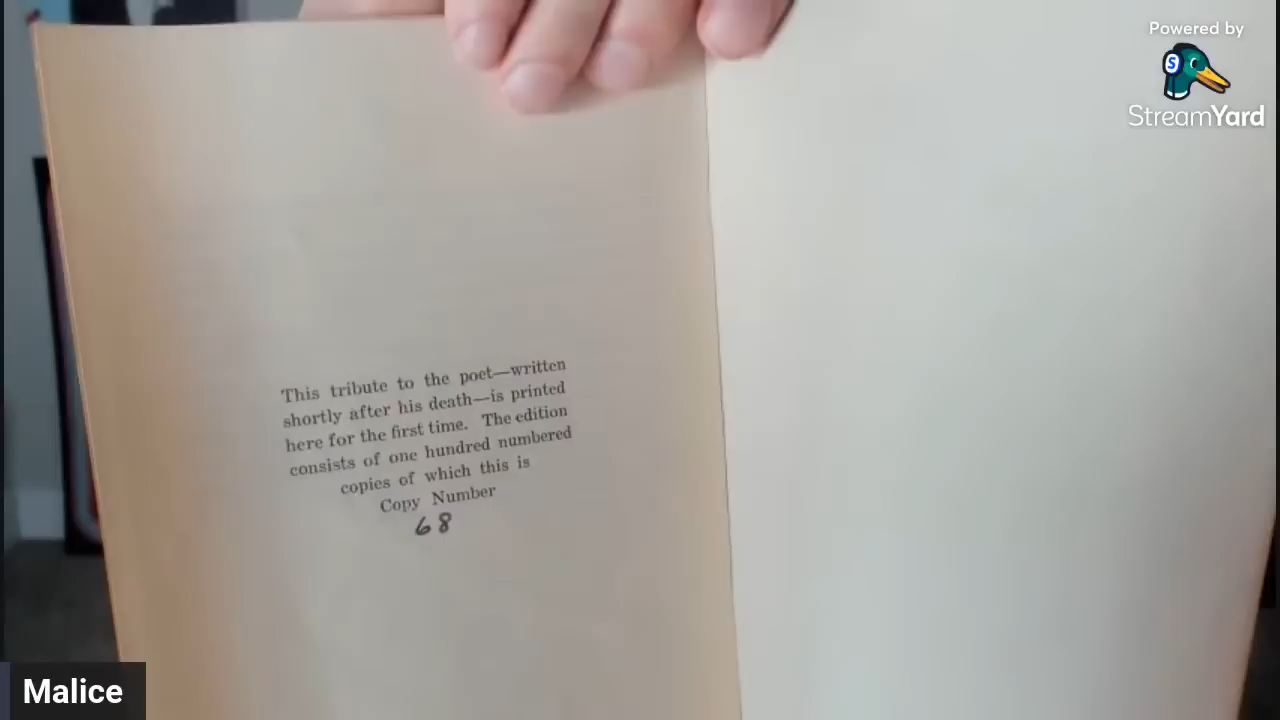 Powered by
S
StreamYard
This tribute to the poet—written
shortly after his death—is printed
here for the first time. The edition
consists of one hundred numbered
copies of which this is
Copy Number
68
Malice